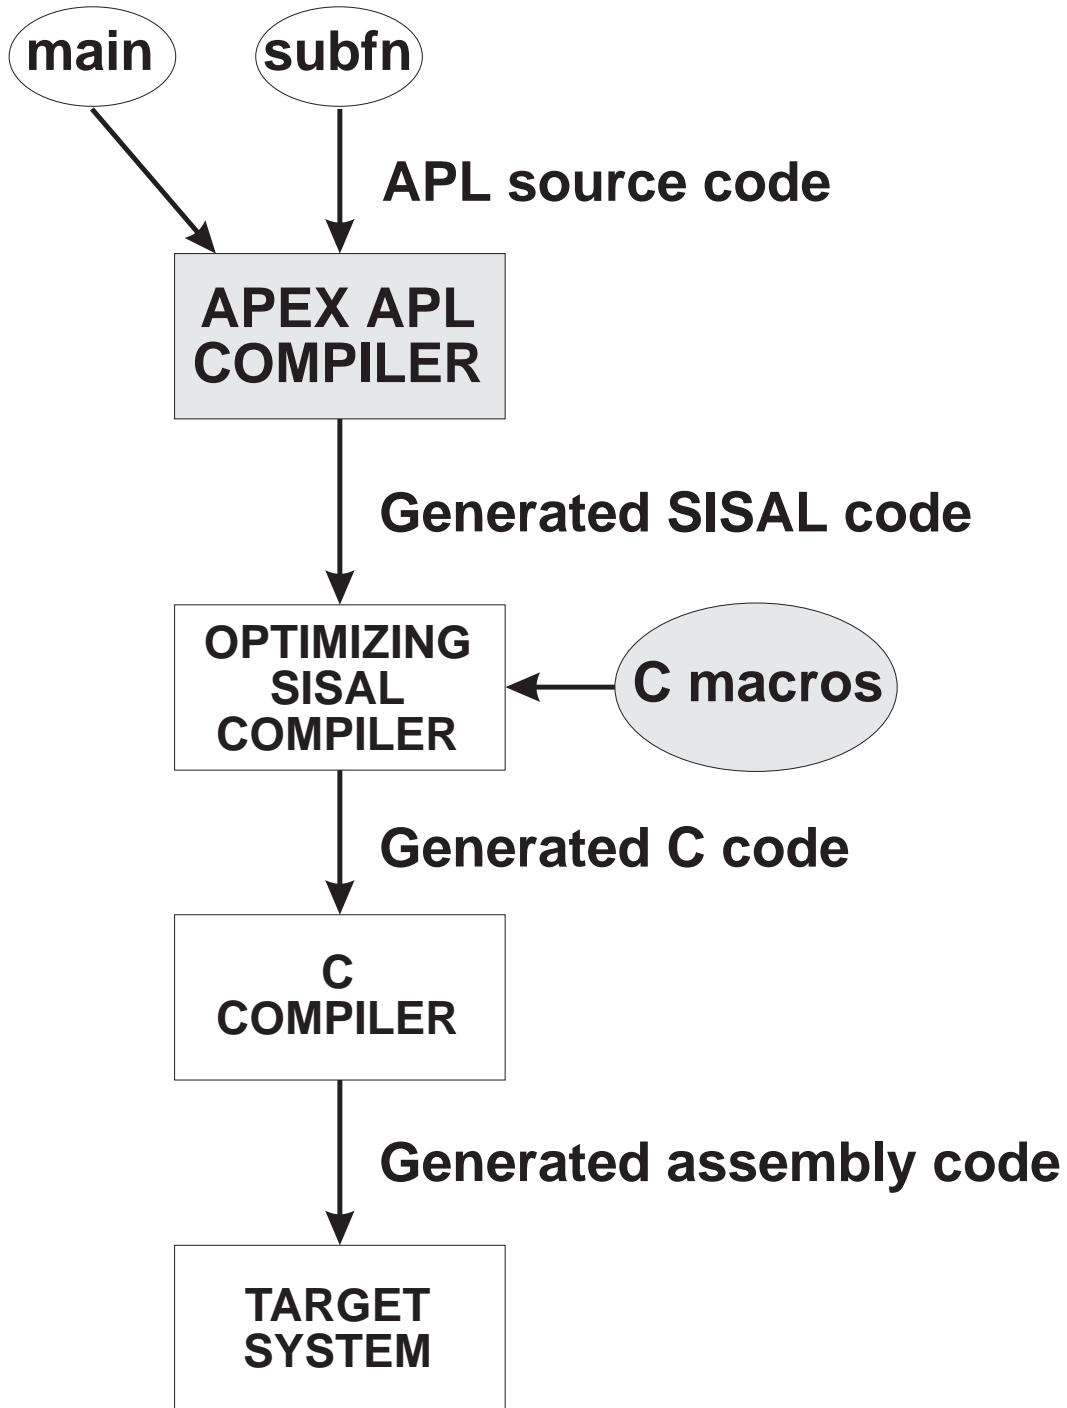 main
subfn
APL source code
APEX APL
COMPILER
Generated SISAL code
OPTIMIZING
SISAL
COMPILER
C macros
Generated C code
C
COMPILER
Generated assembly code
TARGET
SYSTEM